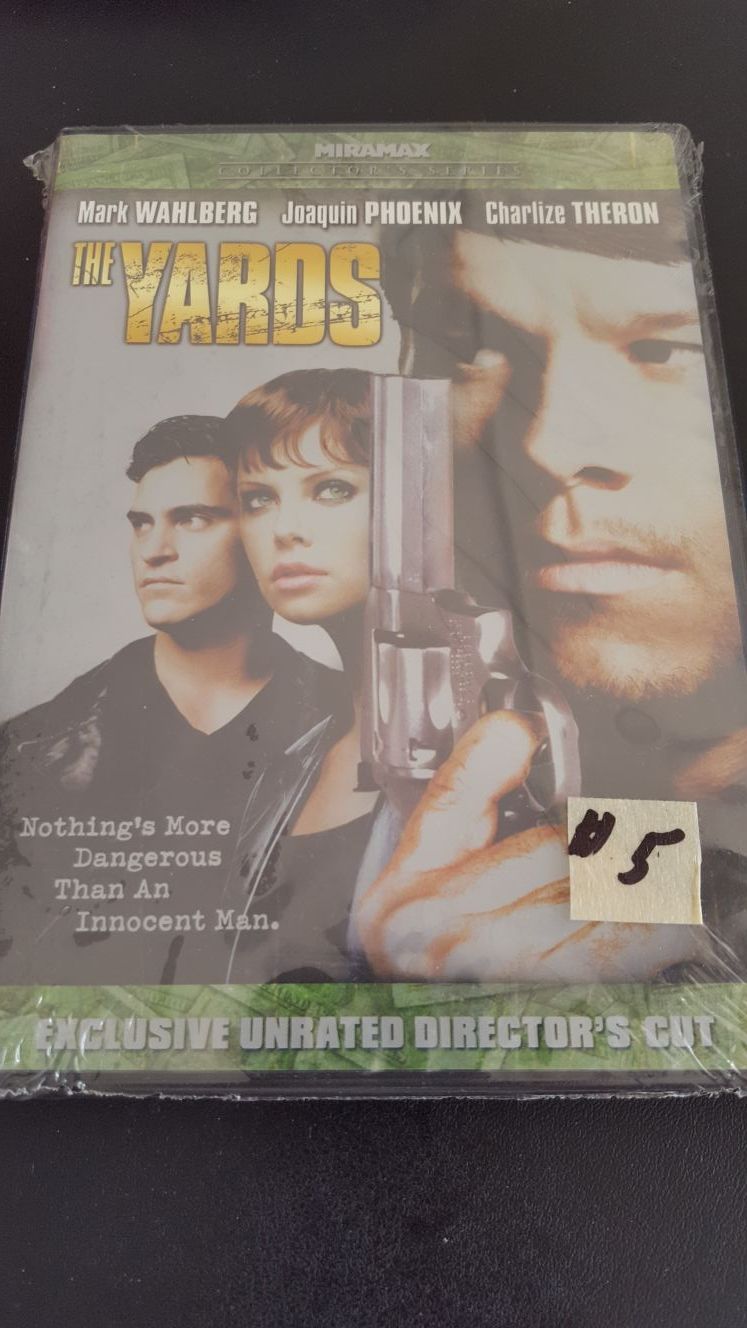 MIRAMAX
COLLECTOR'S SERIES
Mark WAHLBERG Joaquin PHOENIX Charlize THERON
THE YARDS
Nothing's More
Dangerous
Than An
Innocent Man.
#5
EXCLUSIVE UNRATED DIRECTOR'S CUT